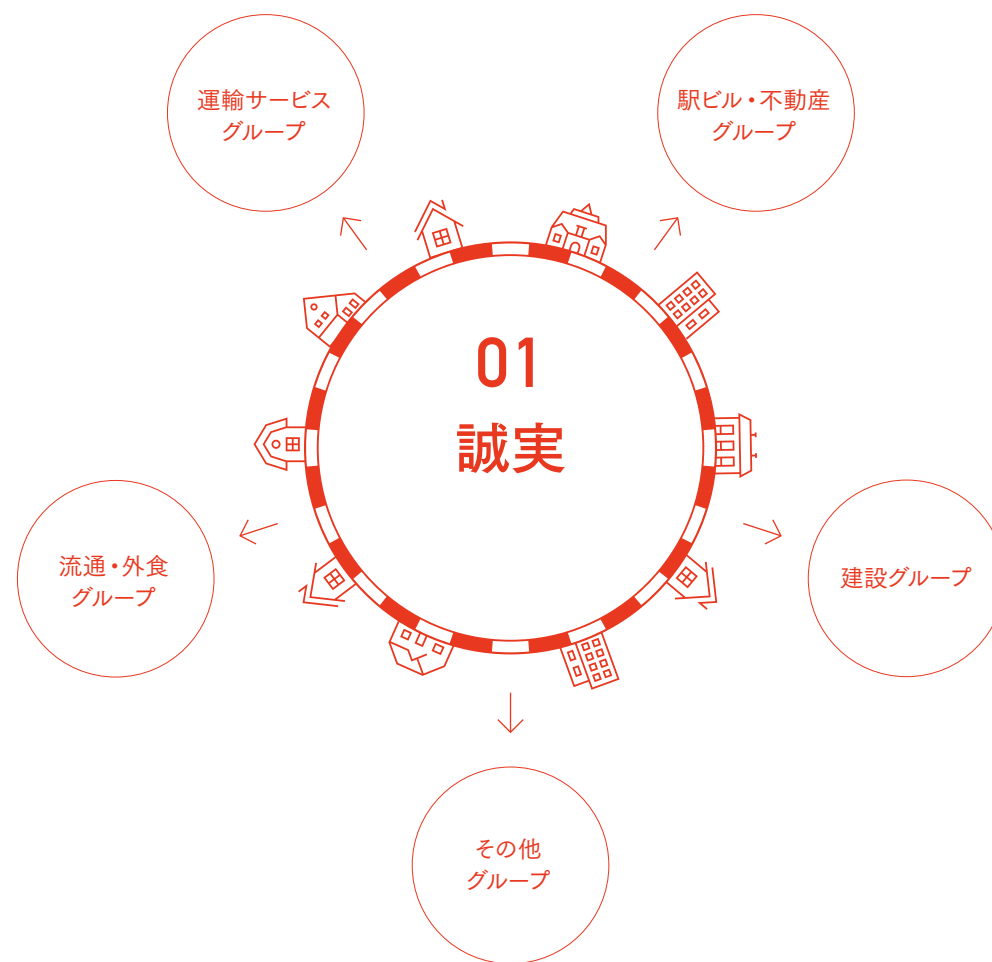 運輸サービス
グループ
駅ビル・不動産
グループ
01
誠実
流通・外食
グループ
建設グループ
その他
グループ